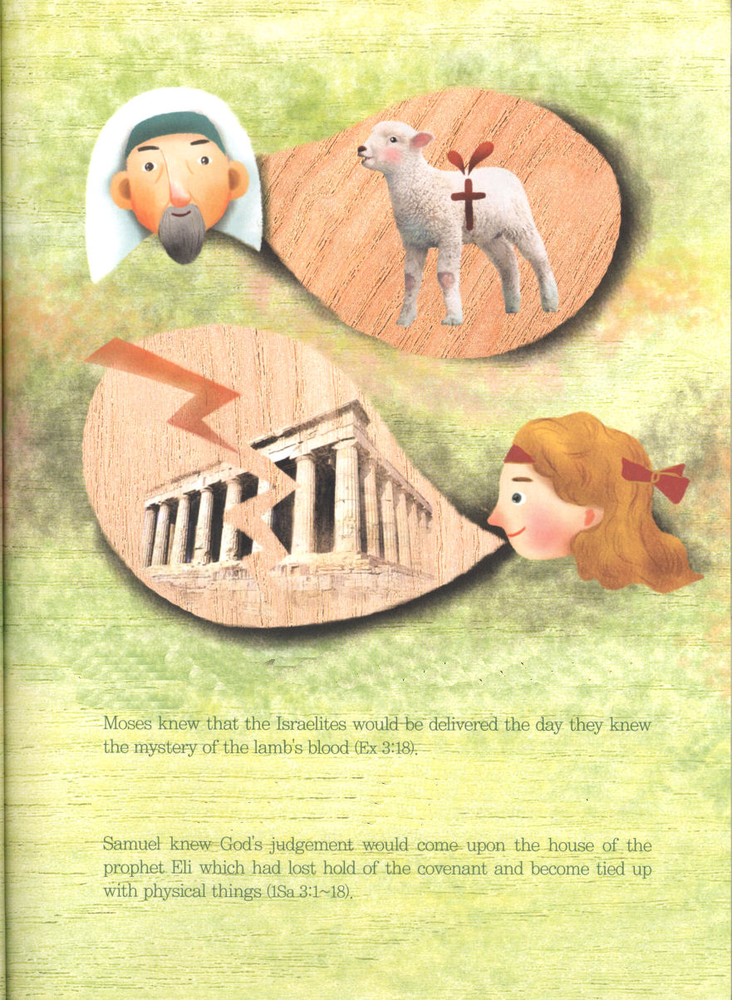 Moses knew that the Israelites would be delivered the day they knew
the mystery of the lamb's blood (Ex 3:18).
Samuel knew God's judgement would come upon the house of the
prophet Eli which had lost hold of the covenant and become tied up
with physical things (1Sa 3:1~18).